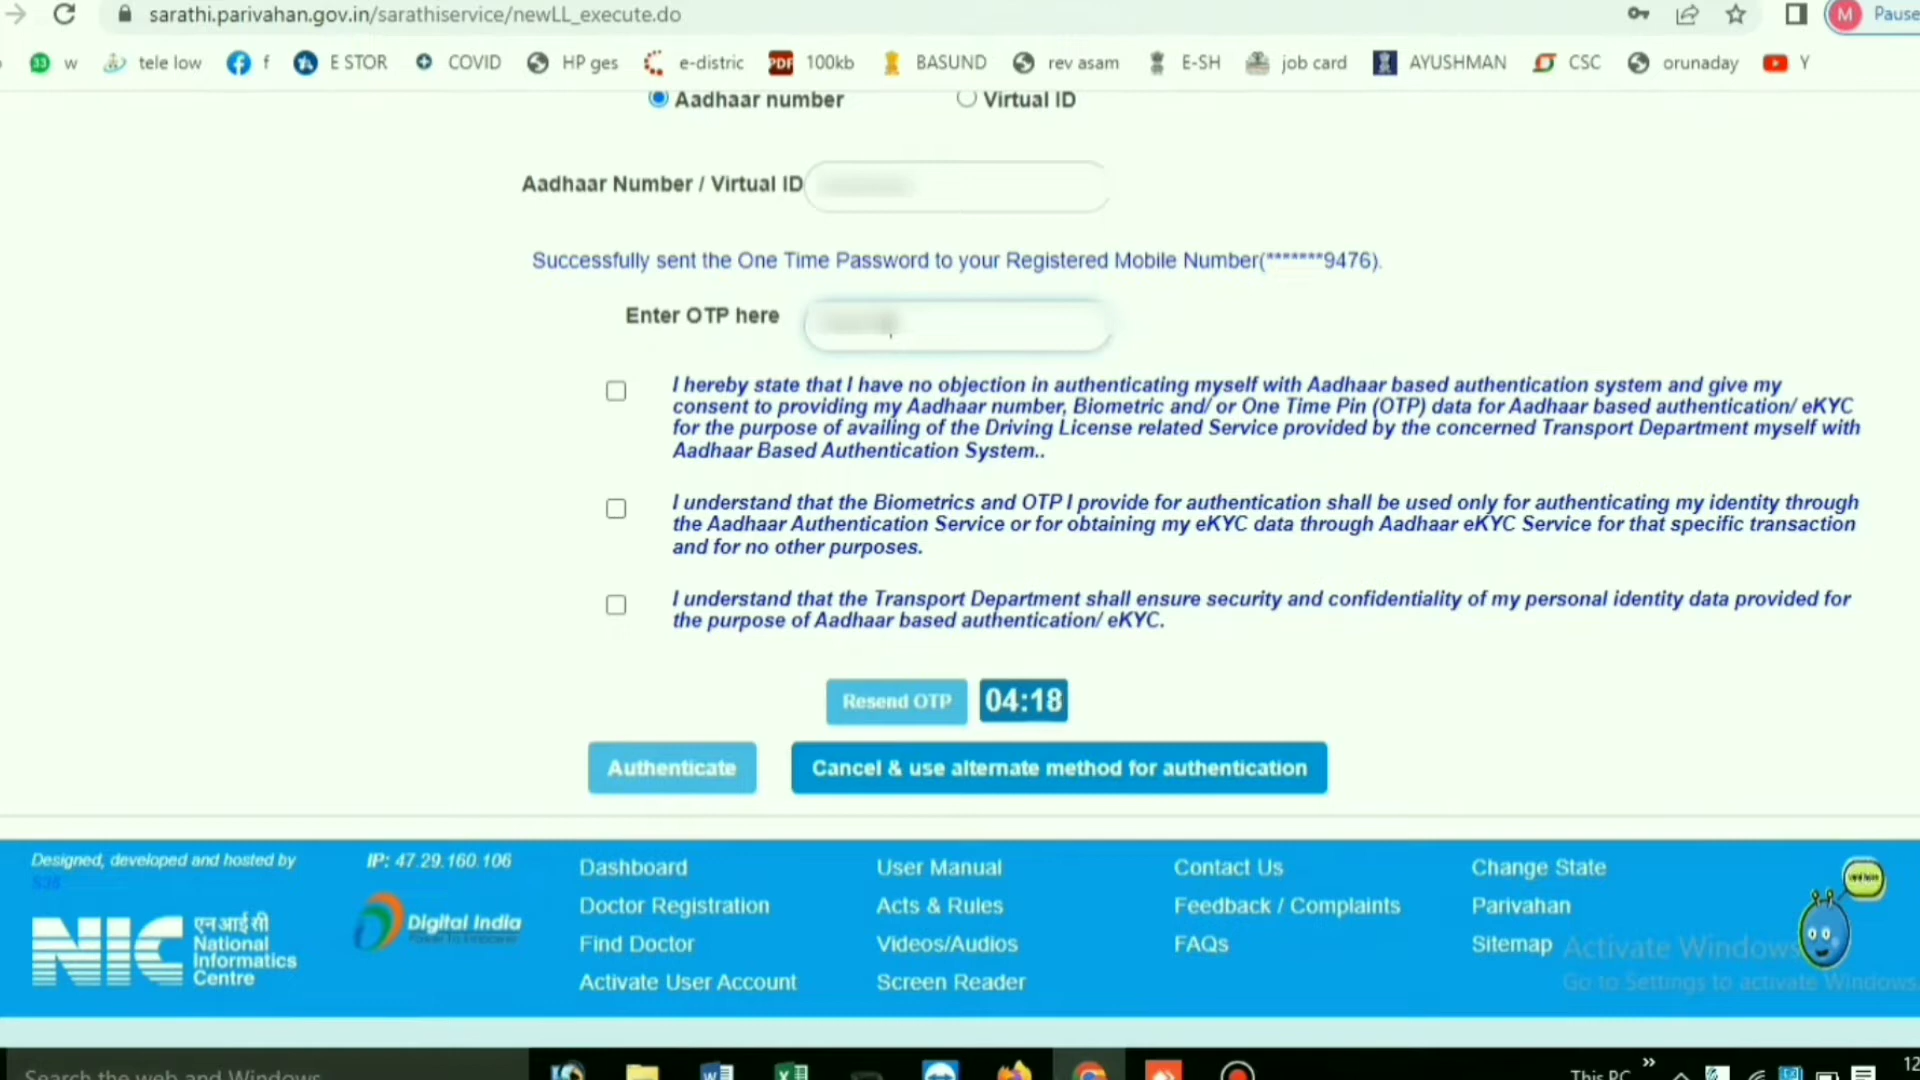 sarathi.parivahan.gov.in/sarathiservice/newLL_execute.do
M Pause
33 w tele low f E STOR COVID HP ges e-distric PDF 100kb BASUND rev asam E-SH job card AYUSHMAN CSC orunaday Y
Aadhaar number Virtual ID
Aadhaar Number / Virtual ID
Successfully sent the One Time Password to your Registered Mobile Number(*******9476).
Enter OTP here
I hereby state that I have no objection in authenticating myself with Aadhaar based authentication system and give my
consent to providing my Aadhaar number, Biometric and/ or One Time Pin (OTP) data for Aadhaar based authentication/ eKYC
for the purpose of availing of the Driving License related Service provided by the concerned Transport Department myself with
Aadhaar Based Authentication System..
I understand that the Biometrics and OTP I provide for authentication shall be used only for authenticating my identity through
the Aadhaar Authentication Service or for obtaining my eKYC data through Aadhaar eKYC Service for that specific transaction
and for no other purposes.
I understand that the Transport Department shall ensure security and confidentiality of my personal identity data provided for
the purpose of Aadhaar based authentication/ eKYC.
Resend OTP 04:18
Authenticate Cancel & use alternate method for authentication
Designed, developed and hosted by IP: 47.29.160.106
Dashboard User Manual Contact Us Change State
Doctor Registration Acts & Rules Feedback / Complaints Parivahan
Find Doctor Videos/Audios FAQs Sitemap
Activate User Account Screen Reader
NIC एन आई सी
National
Informatics
Centre
Digital India
Activate Windows
Go to Settings to activate Windows.
Search the web and Windows
This PC
12